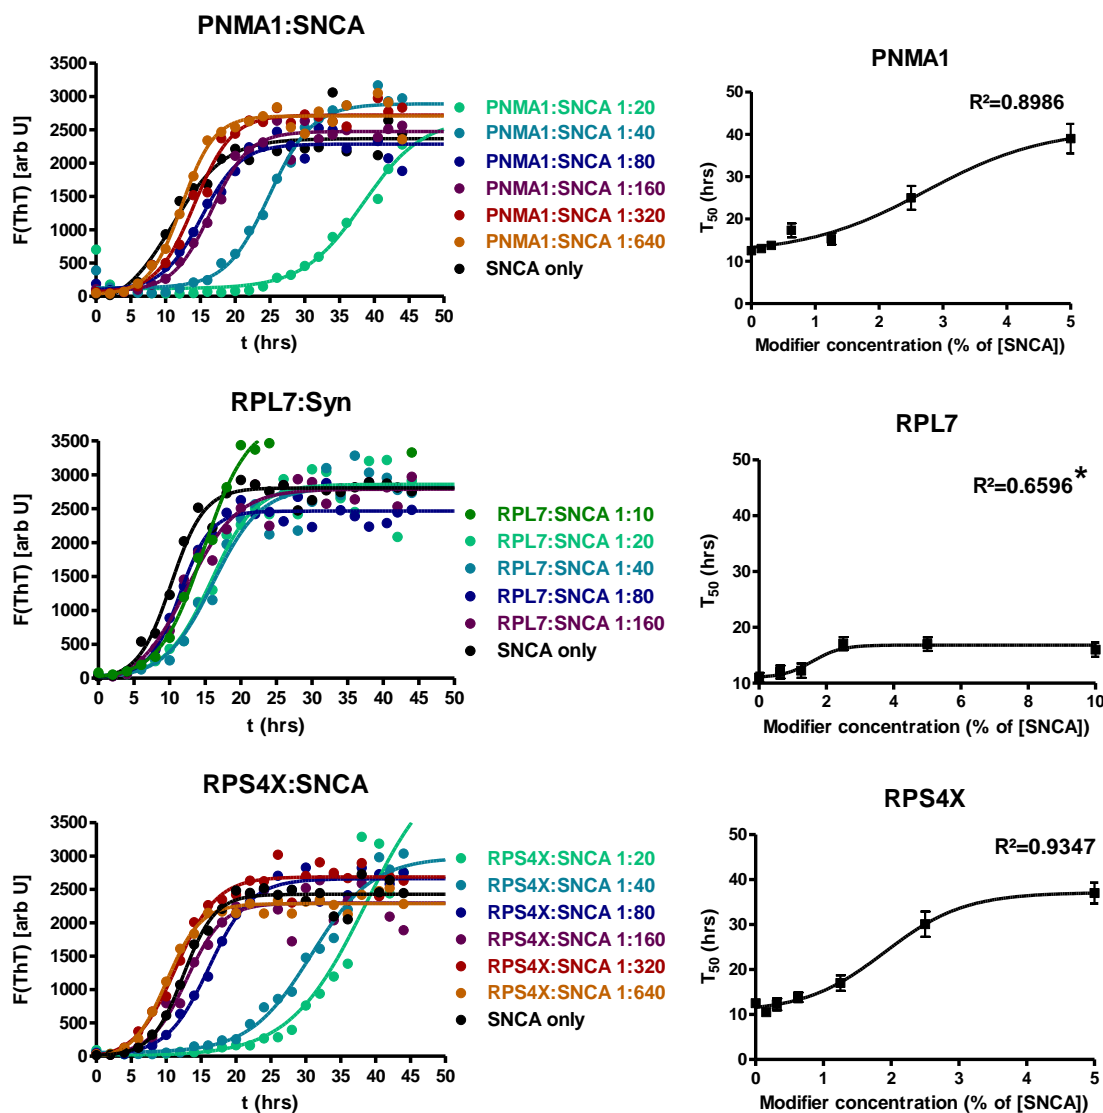 PNMA1:SNCA
3500
3000
2500
2000
1500
1000
500
0
F(ThT) [arb U]
0 5 10 15 20 25 30 35 40 45 50
t (hrs)
PNMA1:SNCA 1:20
PNMA1:SNCA 1:40
PNMA1:SNCA 1:80
PNMA1:SNCA 1:160
PNMA1:SNCA 1:320
PNMA1:SNCA 1:640
SNCA only
PNMA1
R²=0.8986
50
40
30
20
10
0
T50 (hrs)
0 1 2 3 4 5
Modifier concentration (% of [SNCA])
RPL7:Syn
3500
3000
2500
2000
1500
1000
500
0
F(ThT) [arb U]
0 5 10 15 20 25 30 35 40 45 50
t (hrs)
RPL7:SNCA 1:10
RPL7:SNCA 1:20
RPL7:SNCA 1:40
RPL7:SNCA 1:80
RPL7:SNCA 1:160
SNCA only
RPL7
R²=0.6596*
50
40
30
20
10
T50 (hrs)
0 2 4 6 8 10
Modifier concentration (% of [SNCA])
RPS4X:SNCA
3500
3000
2500
2000
1500
1000
500
0
F(ThT) [arb U]
0 5 10 15 20 25 30 35 40 45 50
t (hrs)
RPS4X:SNCA 1:20
RPS4X:SNCA 1:40
RPS4X:SNCA 1:80
RPS4X:SNCA 1:160
RPS4X:SNCA 1:320
RPS4X:SNCA 1:640
SNCA only
RPS4X
R²=0.9347
50
40
30
20
10
0
T50 (hrs)
0 1 2 3 4 5
Modifier concentration (% of [SNCA])